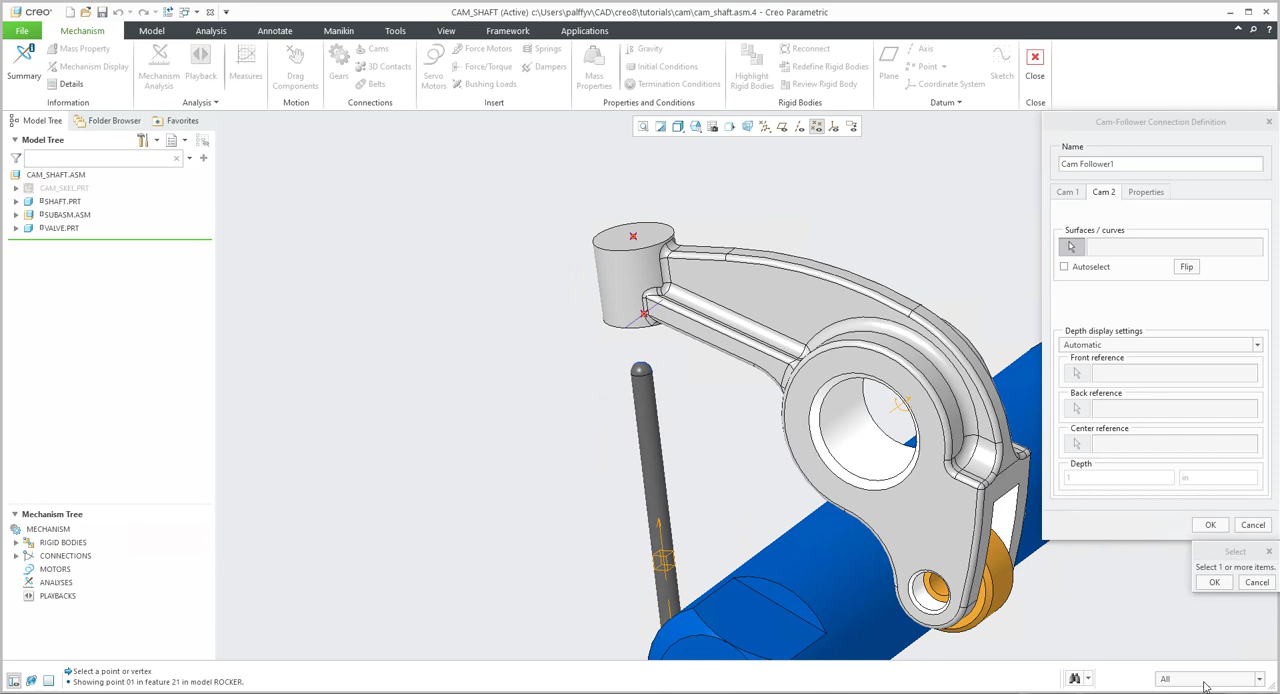 creo
CAM_SHAFT (Active) c:\Users\palffyv\CAD\creo8\tutorials\cam\cam_shaft.asm.4 - Creo Parametric
File Mechanism Model Analysis Annotate Manikin Tools View Framework Applications
Summary
Mass Property
Mechanism Display
Details
Information
Mechanism Analysis
Playback
Measures
Analysis
Drag Components
Motion
Gears
Cams
3D Contacts
Belts
Connections
Servo Motors
Force Motors
Force/Torque
Bushing Loads
Springs
Dampers
Insert
Mass Properties
Gravity
Initial Conditions
Termination Conditions
Properties and Conditions
Highlight Rigid Bodies
Reconnect
Redefine Rigid Bodies
Review Rigid Body
Rigid Bodies
Plane
Axis
Point
Coordinate System
Sketch
Datum
Close
Close
Model Tree Folder Browser Favorites
Model Tree
CAM_SHAFT.ASM
CAM_SKEL.PRT
SHAFT.PRT
SUBASM.ASM
VALVE.PRT
Mechanism Tree
MECHANISM
RIGID BODIES
CONNECTIONS
MOTORS
ANALYSES
PLAYBACKS
Cam-Follower Connection Definition
Name
Cam Follower1
Cam 1 Cam 2 Properties
Surfaces / curves
Autoselect Flip
Depth display settings
Automatic
Front reference
Back reference
Center reference
Depth
1 in
OK Cancel
Select
Select 1 or more items.
OK Cancel
Select a point or vertex
Showing point 01 in feature 21 in model ROCKER.
All